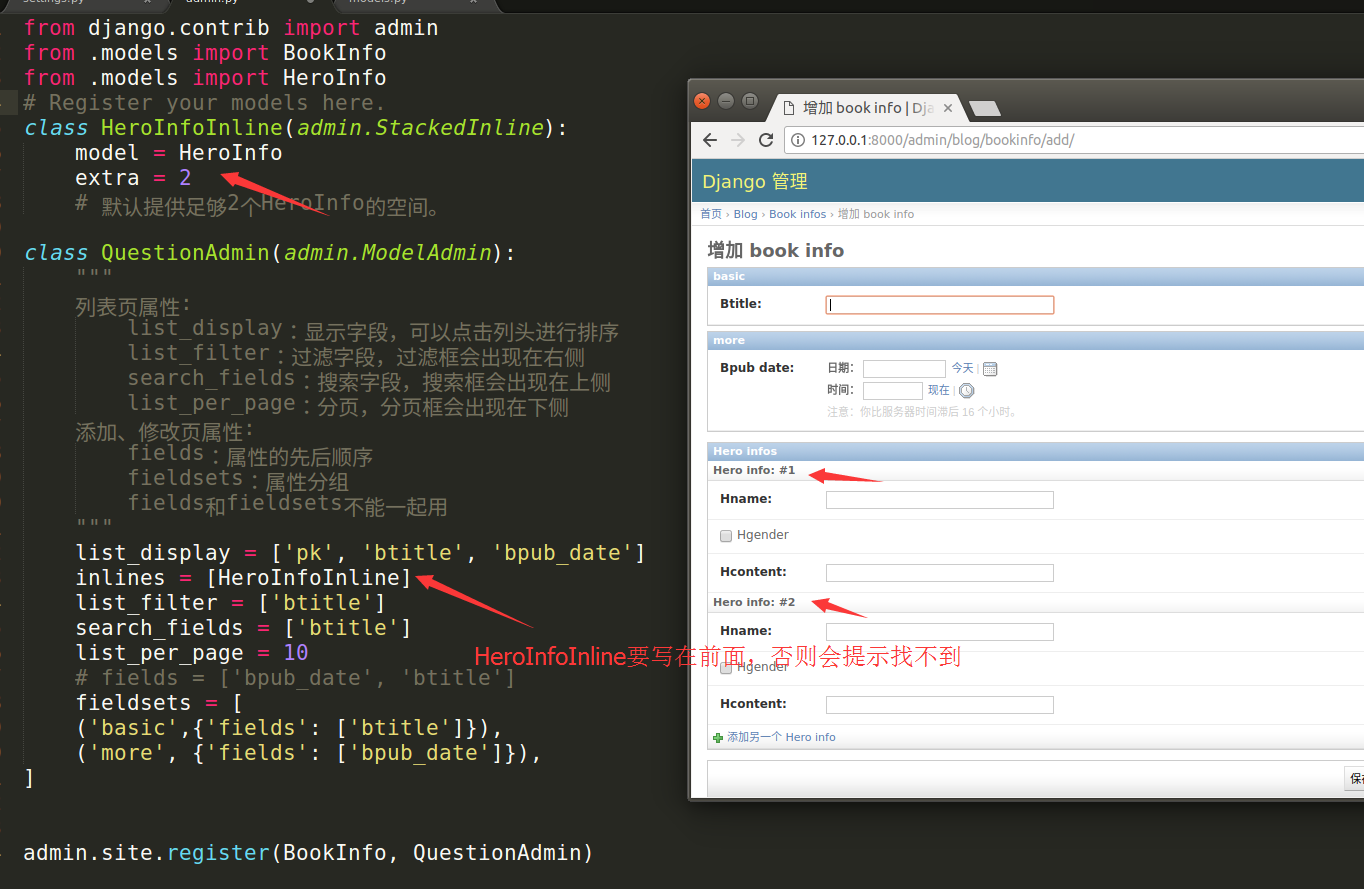 settings.py
admin.py
models.py
from django.contrib import admin
from .models import BookInfo
from .models import HeroInfo
# Register your models here.
class HeroInfoInline(admin.StackedInline):
    model = HeroInfo
    extra = 2
    # 默认提供足够2个HeroInfo的空间。
class QuestionAdmin(admin.ModelAdmin):
    """
    列表页属性:
        list_display：显示字段，可以点击列头进行排序
        list_filter：过滤字段，过滤框会出现在右侧
        search_fields：搜索字段，搜索框会出现在上侧
        list_per_page：分页，分页框会出现在下侧
    添加、修改页属性:
        fields：属性的先后顺序
        fieldsets：属性分组
        fields和fieldsets不能一起用
    """
    list_display = ['pk', 'btitle', 'bpub_date']
    inlines = [HeroInfoInline]
    list_filter = ['btitle']
    search_fields = ['btitle']
    list_per_page = 10
    # fields = ['bpub_date', 'btitle']
    fieldsets = [
    ('basic',{'fields': ['btitle']}),
    ('more', {'fields': ['bpub_date']}),
]
admin.site.register(BookInfo, QuestionAdmin)
HeroInfoInline要写在前面，否则会提示找不到
增加 book info | Dja
127.0.0.1:8000/admin/blog/bookinfo/add/
Django 管理
首页 › Blog › Book infos › 增加 book info
增加 book info
basic
Btitle:
more
Bpub date: 日期: 今天 |
时间: 现在 |
注意：你比服务器时间滞后 16 个小时。
Hero infos
Hero info: #1
Hname:
Hgender
Hcontent:
Hero info: #2
Hname:
Hgender
Hcontent:
添加另一个 Hero info
保存